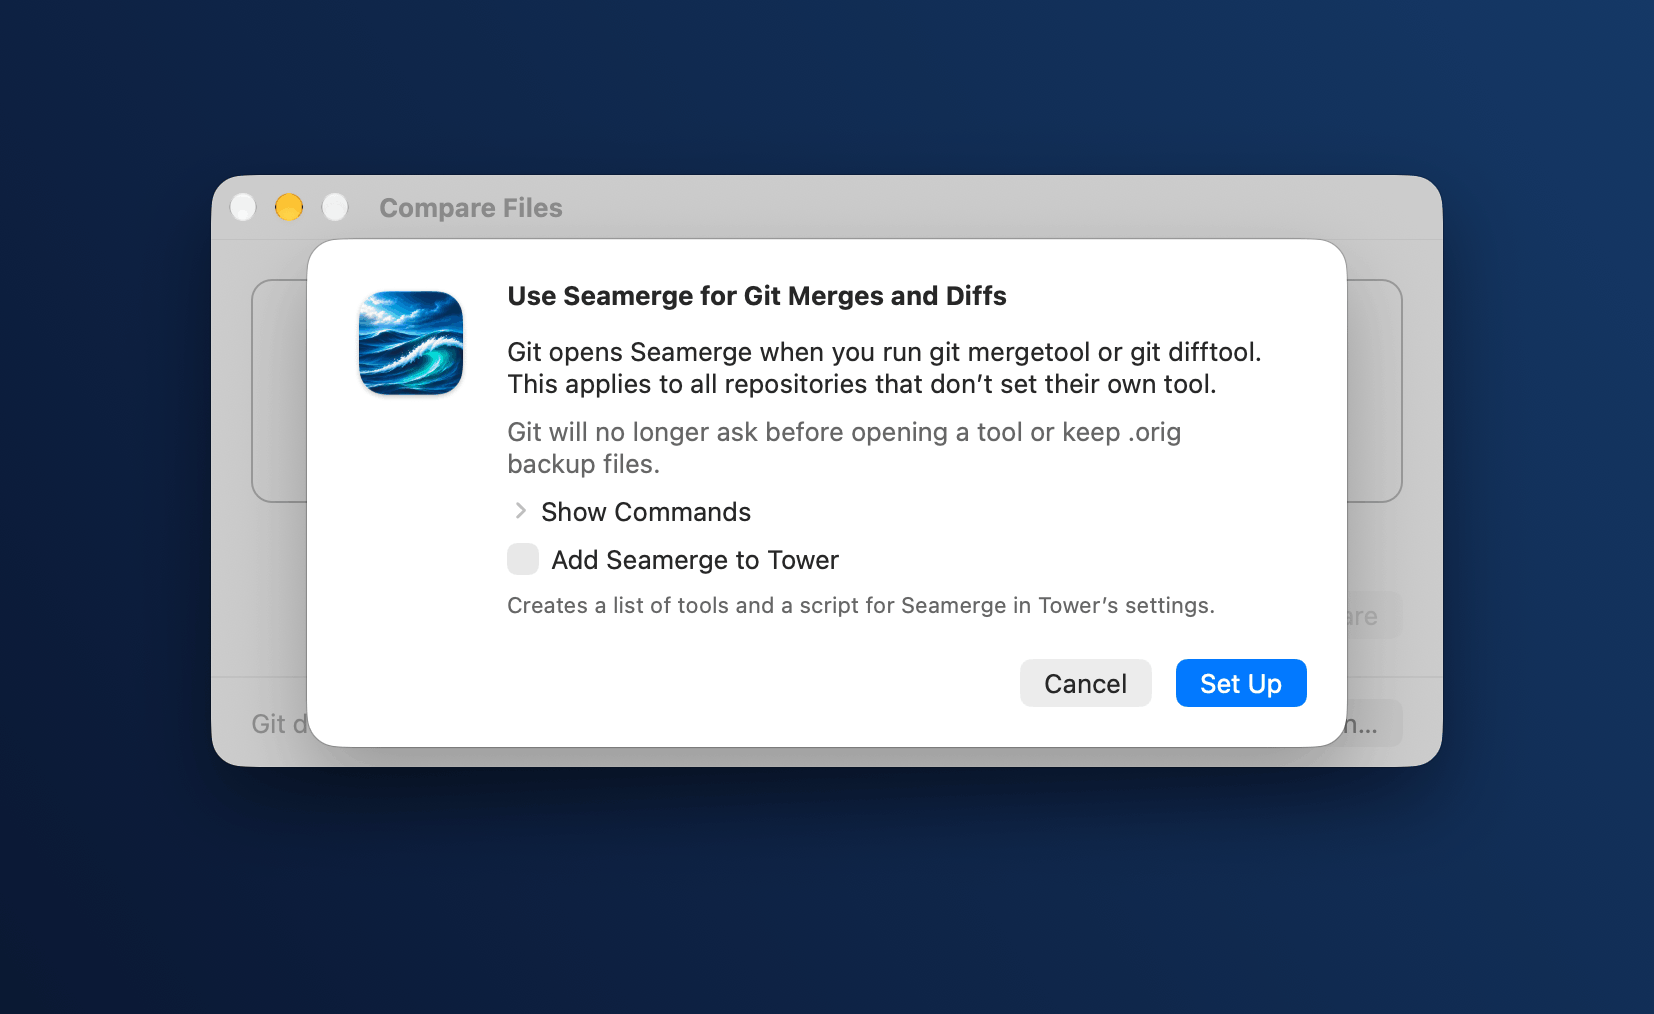 Compare Files
Use Seamerge for Git Merges and Diffs
Git opens Seamerge when you run git mergetool or git difftool.
This applies to all repositories that don’t set their own tool.
Git will no longer ask before opening a tool or keep .orig
backup files.
Show Commands
Add Seamerge to Tower
Creates a list of tools and a script for Seamerge in Tower’s settings.
Cancel
Set Up
Git